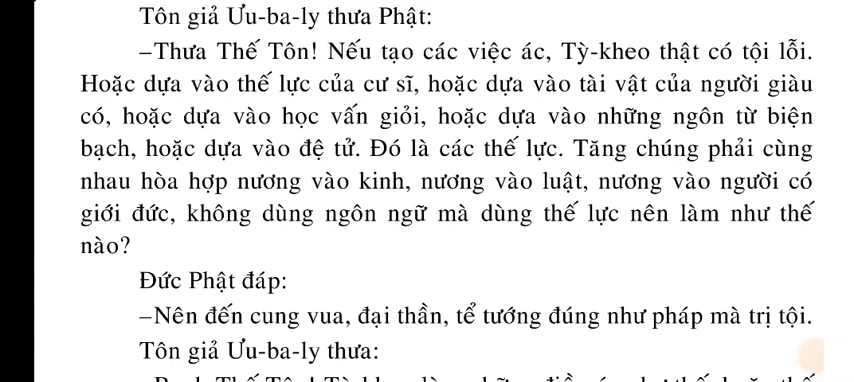 Tôn giả Ưu-ba-ly thưa Phật:
–Thưa Thế Tôn! Nếu tạo các việc ác, Tỳ-kheo thật có tội lỗi.
Hoặc dựa vào thế lực của cư sĩ, hoặc dựa vào tài vật của người giàu
có, hoặc dựa vào học vấn giỏi, hoặc dựa vào những ngôn từ biện
bạch, hoặc dựa vào đệ tử. Đó là các thế lực. Tăng chúng phải cùng
nhau hòa hợp nương vào kinh, nương vào luật, nương vào người có
giới đức, không dùng ngôn ngữ mà dùng thế lực nên làm như thế
nào?
Đức Phật đáp:
–Nên đến cung vua, đại thần, tể tướng đúng như pháp mà trị tội.
Tôn giả Ưu-ba-ly thưa: